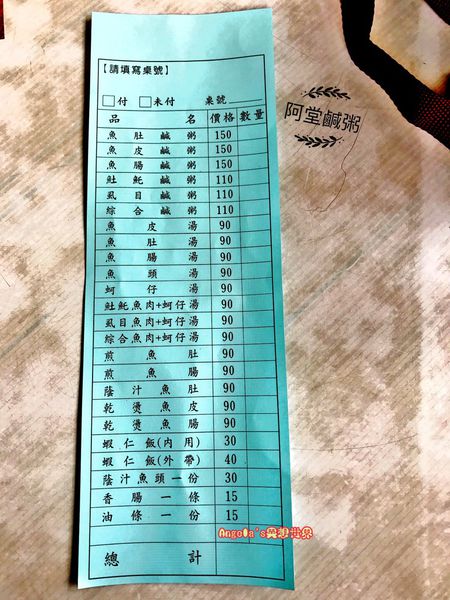 【請填寫桌號】
付 未付 桌號
品名 價格 數量
魚肚鹹粥 150
魚皮鹹粥 150
魚腸鹹粥 150
𩵚魠鹹粥 110
虱目鹹粥 110
綜合鹹粥 110
魚皮湯 90
魚肚湯 90
魚腸湯 90
魚頭湯 90
蚵仔湯 90
𩵚魠魚肉+蚵仔湯 90
虱目魚肉+蚵仔湯 90
綜合魚肉+蚵仔湯 90
煎魚肚 90
煎魚腸 90
蔭汁魚肚 90
乾燙魚皮 90
乾燙魚腸 90
蝦仁飯(內用) 30
蝦仁飯(外帶) 40
蔭汁魚頭一份 30
香腸一條 15
油條一份 15
總計
阿堂鹹粥
Angela's異想世界